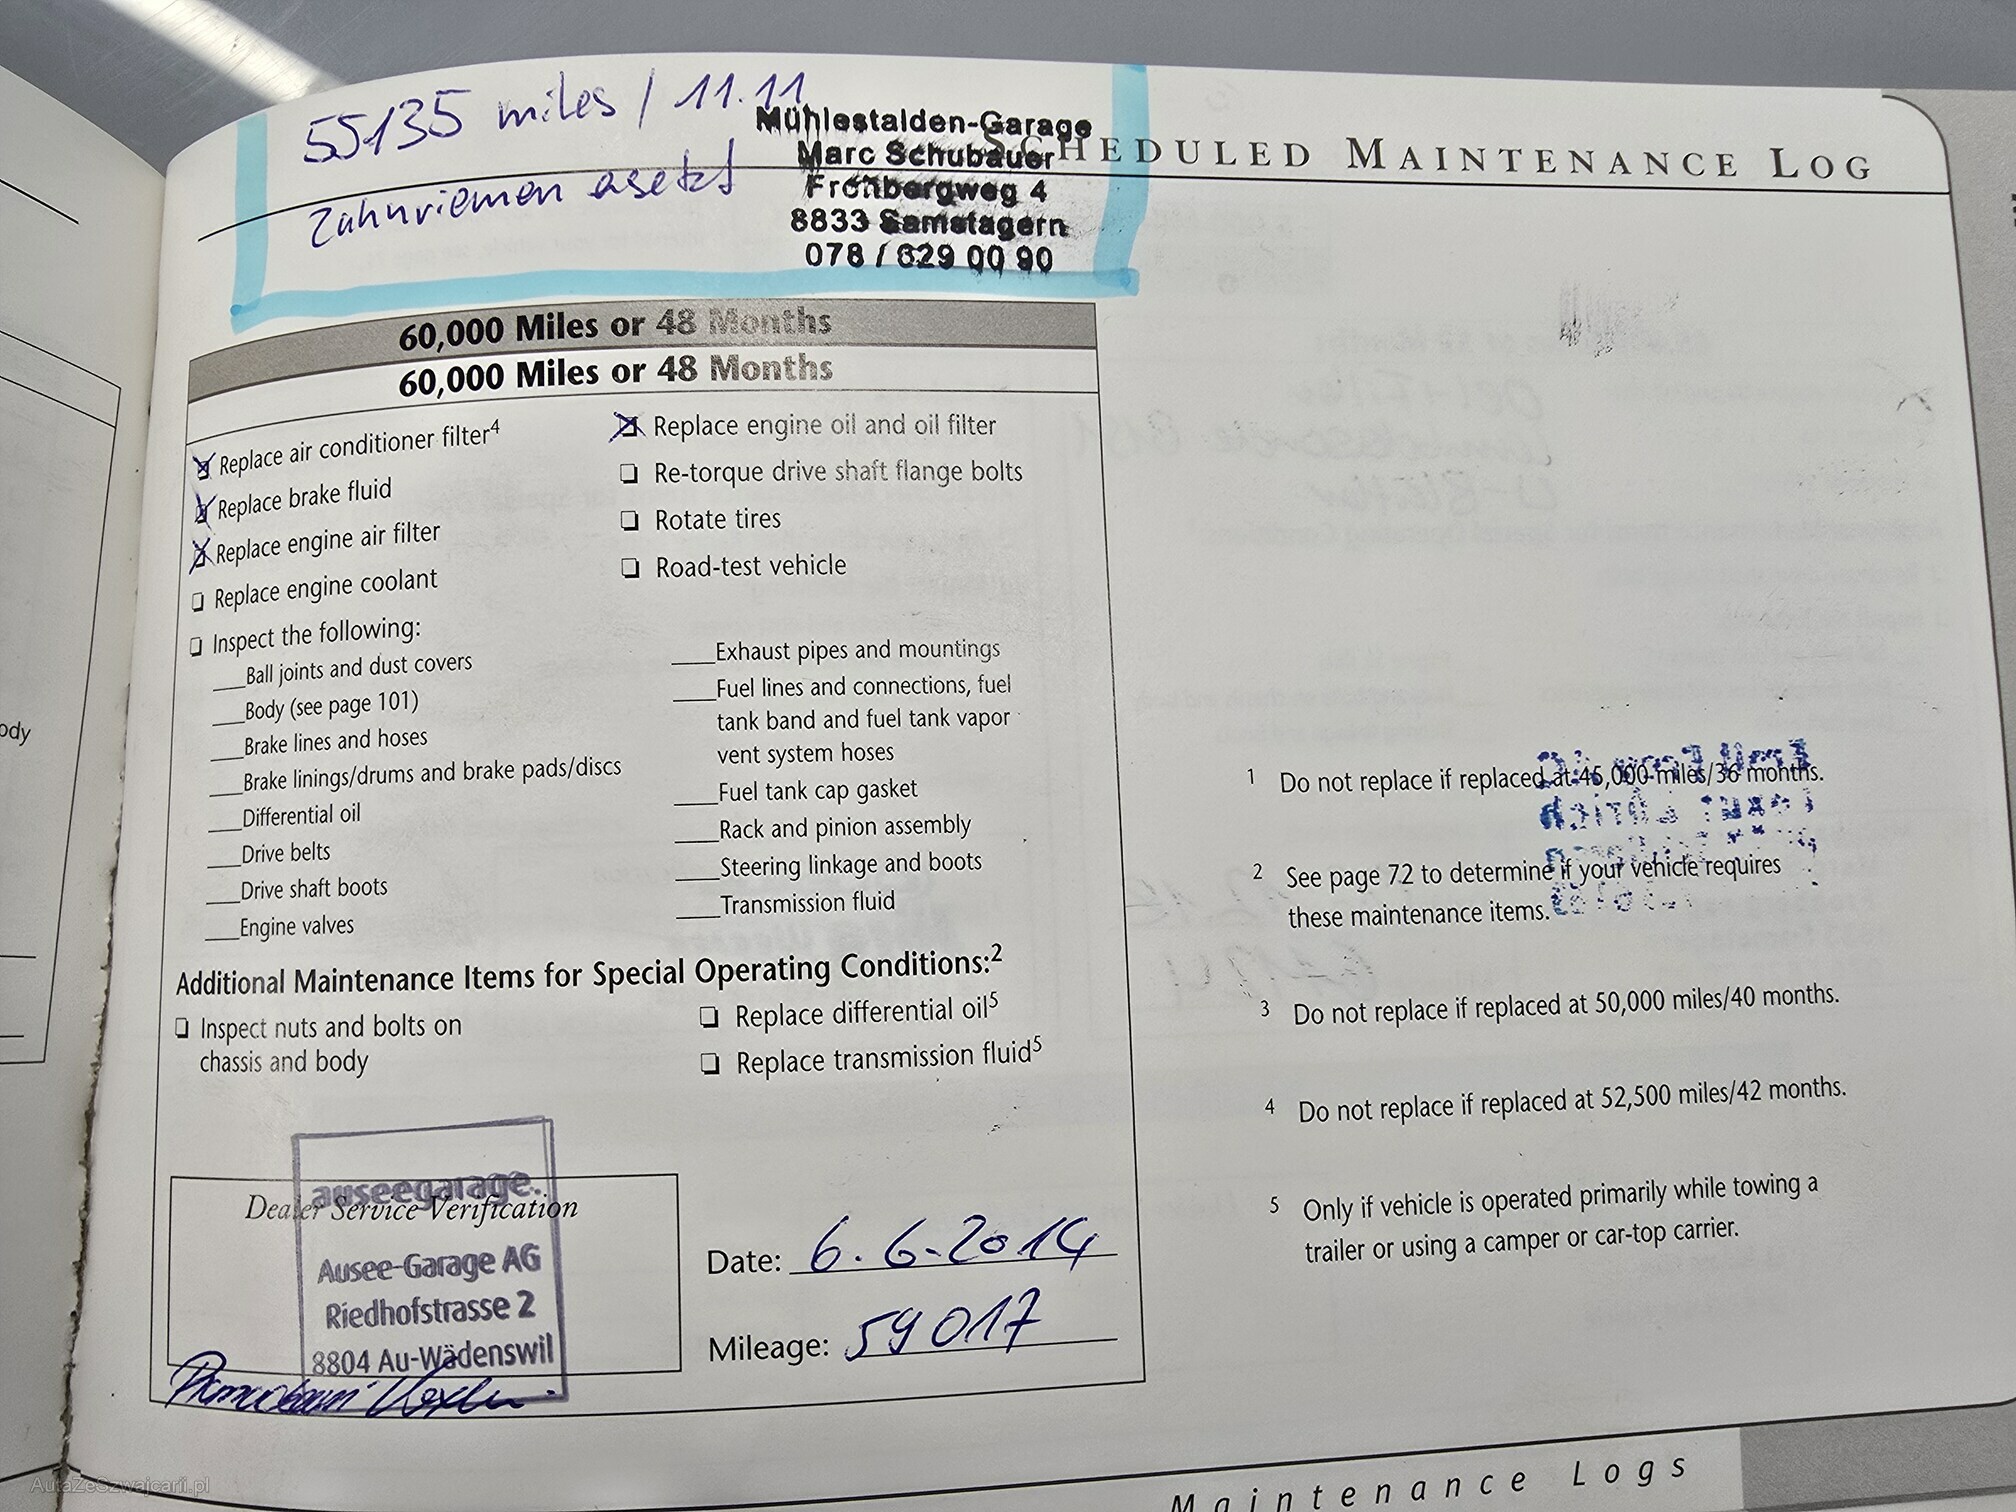 55135 miles / 11.11
Zahnriemen esetzt
Mühlestalden-Garage
Marc Schubauer
Frohbergweg 4
8833 Samstagern
078 / 629 00 90
SCHEDULED MAINTENANCE LOG
60,000 Miles or 48 Months
60,000 Miles or 48 Months
Replace air conditioner filter4
Replace brake fluid
Replace engine air filter
Replace engine coolant
Inspect the following:
Ball joints and dust covers
Body (see page 101)
Brake lines and hoses
Brake linings/drums and brake pads/discs
Differential oil
Drive belts
Drive shaft boots
Engine valves
Replace engine oil and oil filter
Re-torque drive shaft flange bolts
Rotate tires
Road-test vehicle
Exhaust pipes and mountings
Fuel lines and connections, fuel
tank band and fuel tank vapor
vent system hoses
Fuel tank cap gasket
Rack and pinion assembly
Steering linkage and boots
Transmission fluid
Additional Maintenance Items for Special Operating Conditions:2
Inspect nuts and bolts on
chassis and body
Replace differential oil5
Replace transmission fluid5
Dealer Service Verification
auseegarage.
Ausee-Garage AG
Riedhofstrasse 2
8804 Au-Wädenswil
Date: 6.6.2014
Mileage: 59017
1 Do not replace if replaced at 45,000 miles/36 months.
2 See page 72 to determine if your vehicle requires
these maintenance items.
3 Do not replace if replaced at 50,000 miles/40 months.
4 Do not replace if replaced at 52,500 miles/42 months.
5 Only if vehicle is operated primarily while towing a
trailer or using a camper or car-top carrier.
Maintenance Logs
ody
AutaZeSzwajcarii.pl